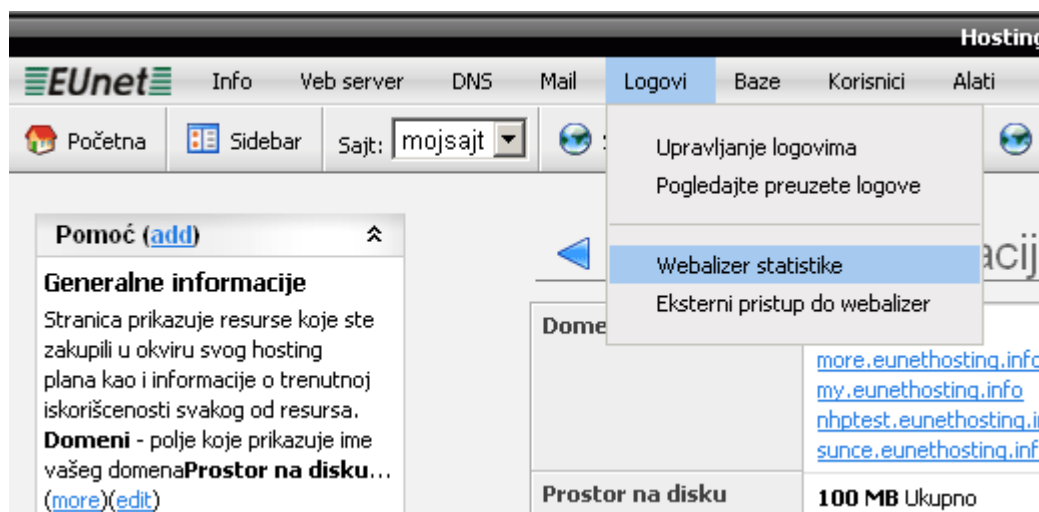 Hosting
EUnet Info Veb server DNS Mail Logovi Baze Korisnici Alati
Početna Sidebar Sajt: mojsajt
Upravljanje logovima
Pogledajte preuzete logove
Webalizer statistike
Eksterni pristup do webalizer
Pomoć (add)
Generalne informacije
Stranica prikazuje resurse koje ste
zakupili u okviru svog hosting
plana kao i informacije o trenutnoj
iskorišcenosti svakog od resursa.
Domeni - polje koje prikazuje ime
vašeg domenaProstor na disku...
(more)(edit)
more.eunethosting.info
my.eunethosting.info
nhptest.eunethosting.i
sunce.eunethosting.inf
Prostor na disku 100 MB Ukupno